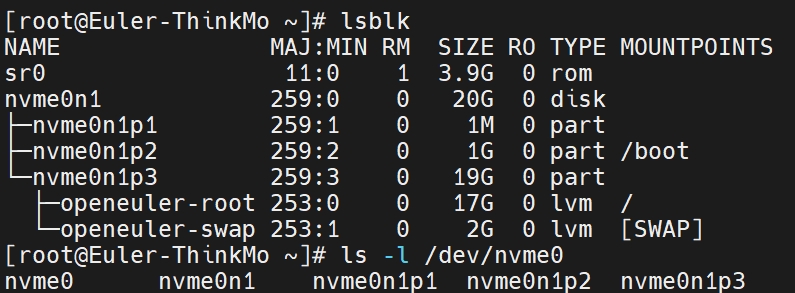 [root@Euler-ThinkMo ~]# lsblk
NAME                MAJ:MIN RM  SIZE RO TYPE MOUNTPOINTS
sr0                  11:0    1  3.9G  0 rom
nvme0n1             259:0    0   20G  0 disk
├─nvme0n1p1         259:1    0    1M  0 part
├─nvme0n1p2         259:2    0    1G  0 part /boot
└─nvme0n1p3         259:3    0   19G  0 part
  ├─openeuler-root 253:0    0   17G  0 lvm  /
  └─openeuler-swap 253:1    0    2G  0 lvm  [SWAP]
[root@Euler-ThinkMo ~]# ls -l /dev/nvme0
nvme0      nvme0n1    nvme0n1p1  nvme0n1p2  nvme0n1p3